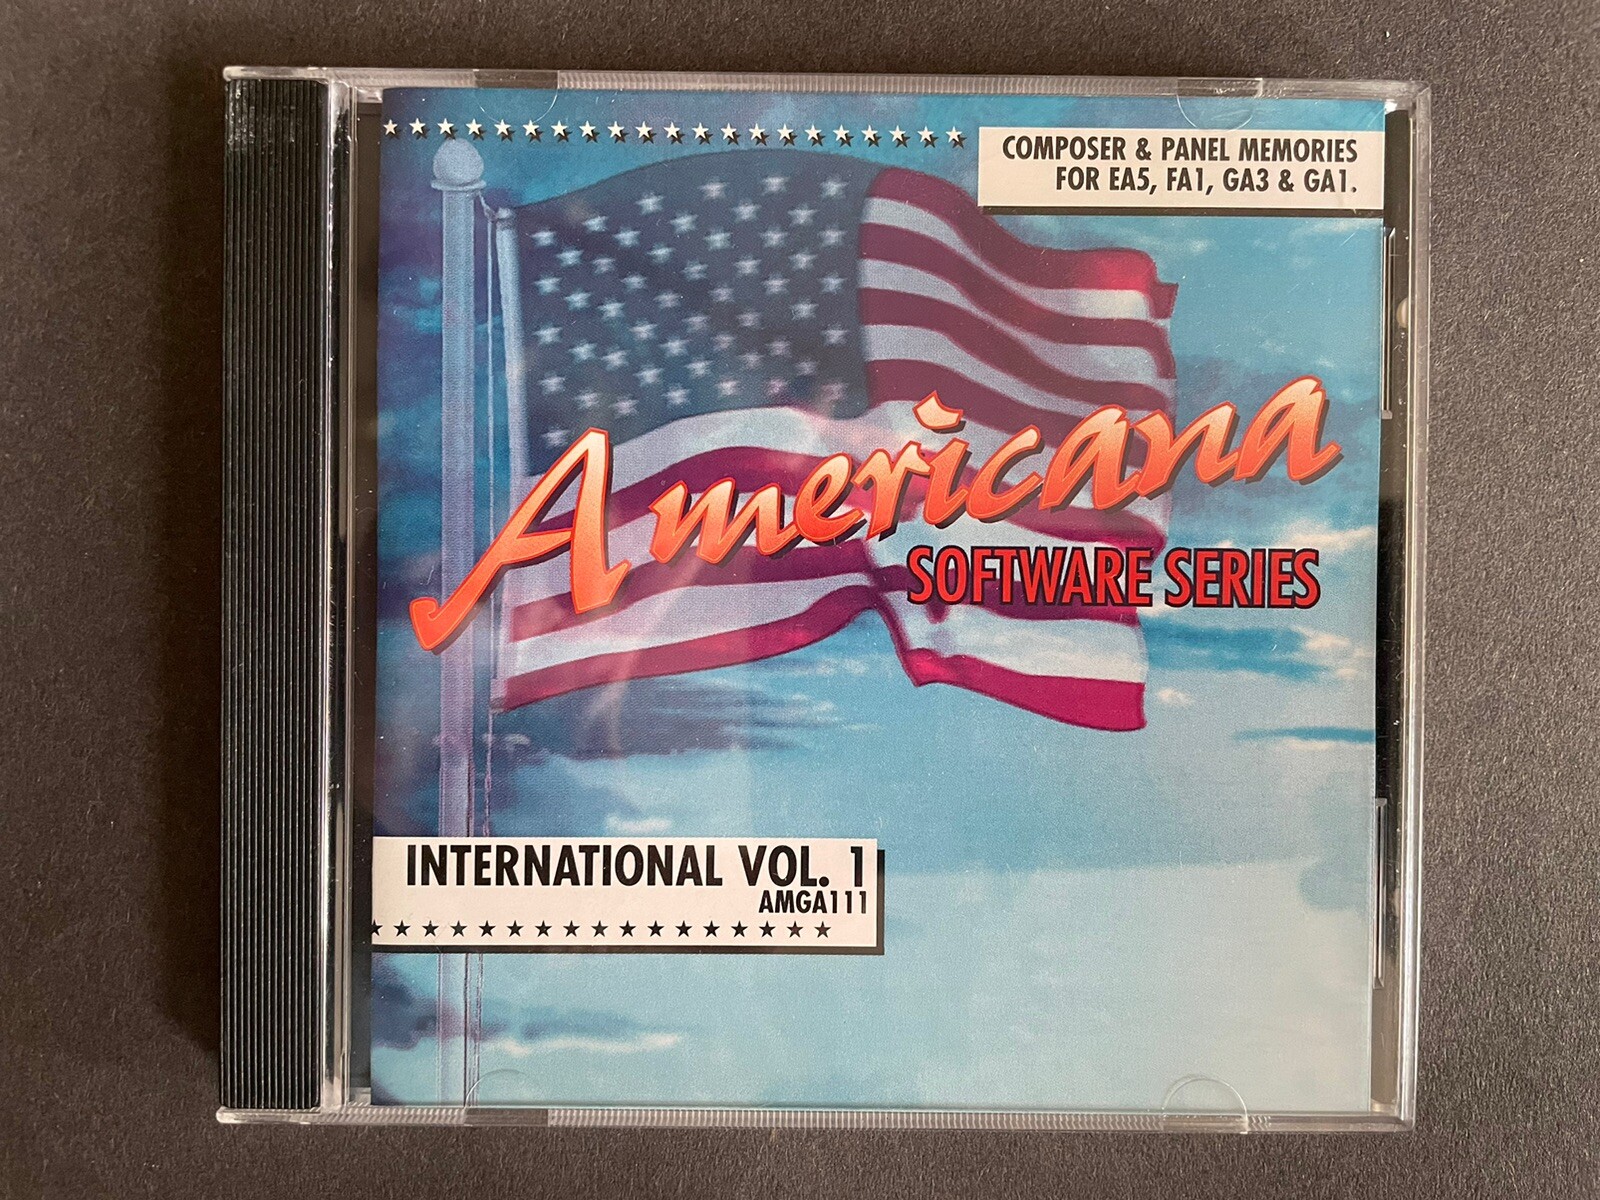 COMPOSER & PANEL MEMORIES
FOR EA5, FA1, GA3 & GA1.
Americana
SOFTWARE SERIES
INTERNATIONAL VOL. 1
AMGA111